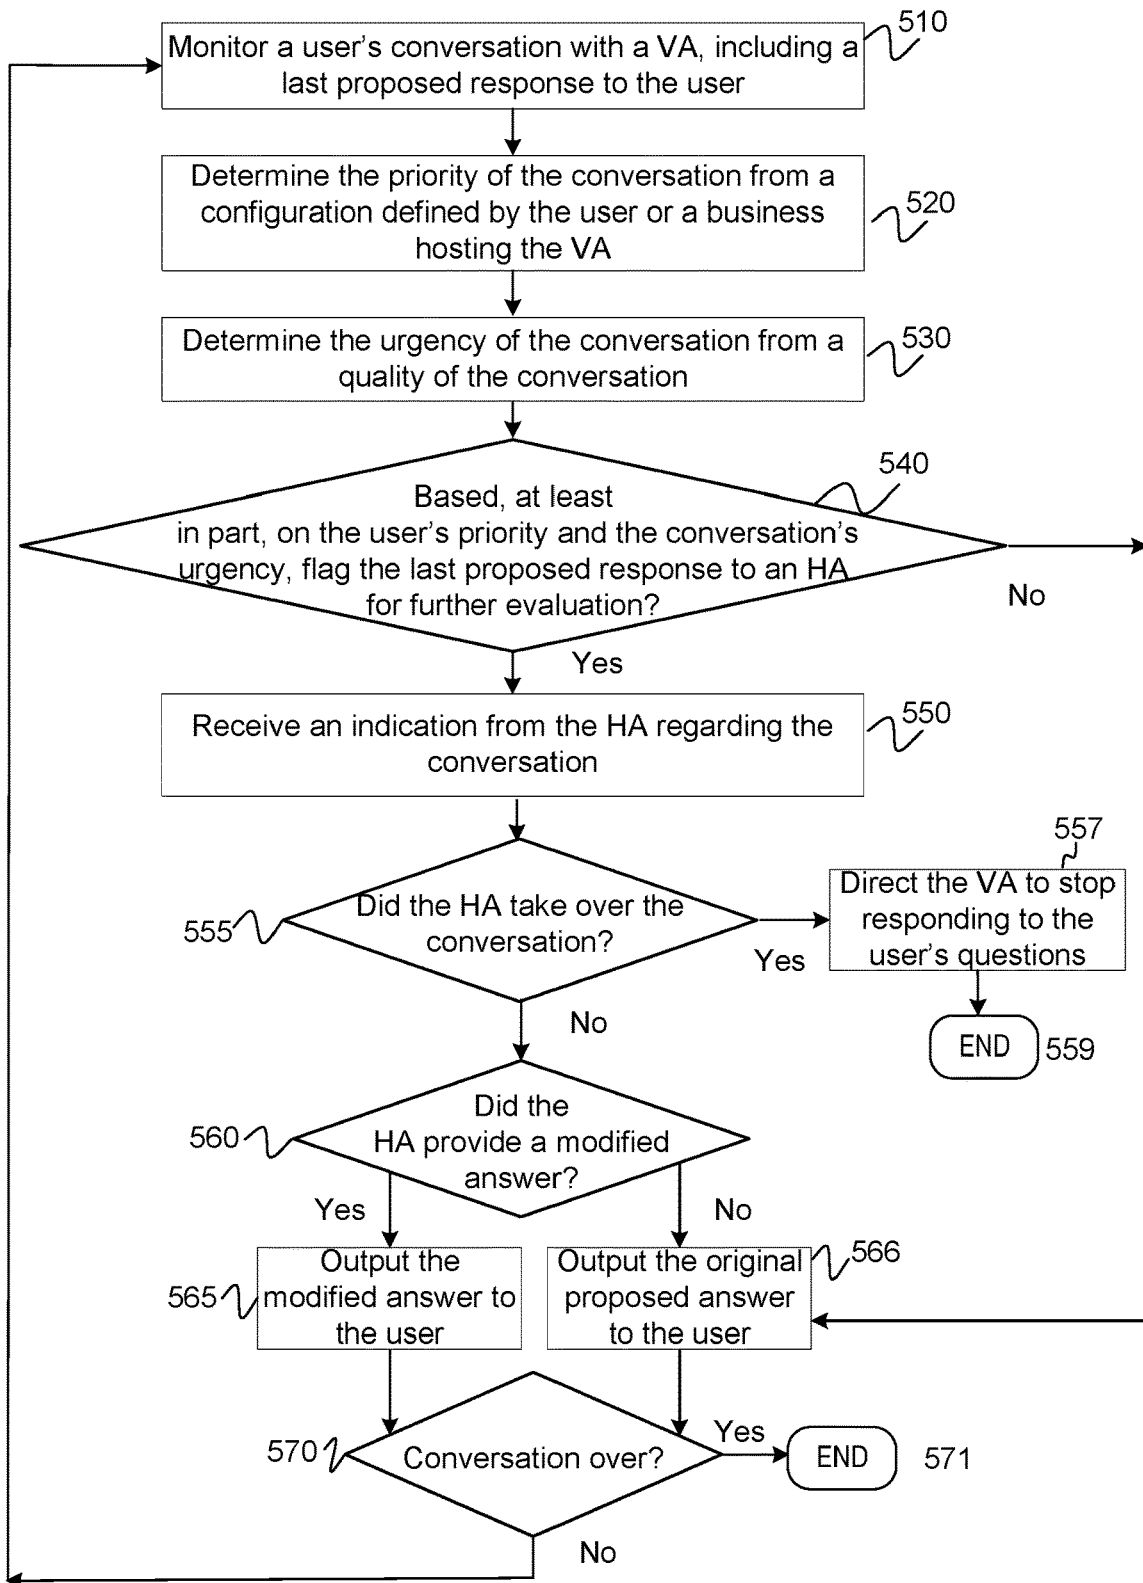 510
Monitor a user's conversation with a VA, including a
last proposed response to the user
Determine the priority of the conversation from a
configuration defined by the user or a business
hosting the VA
520
Determine the urgency of the conversation from a
quality of the conversation
530
540
Based, at least
in part, on the user's priority and the conversation's
urgency, flag the last proposed response to an HA
for further evaluation?
No
Yes
Receive an indication from the HA regarding the
conversation
550
555
Did the HA take over the
conversation?
Yes
557
Direct the VA to stop
responding to the
user's questions
No
END
559
560
Did the
HA provide a modified
answer?
Yes
No
565
Output the
modified answer to
the user
Output the original
proposed answer
to the user
566
570
Conversation over?
Yes
END
571
No